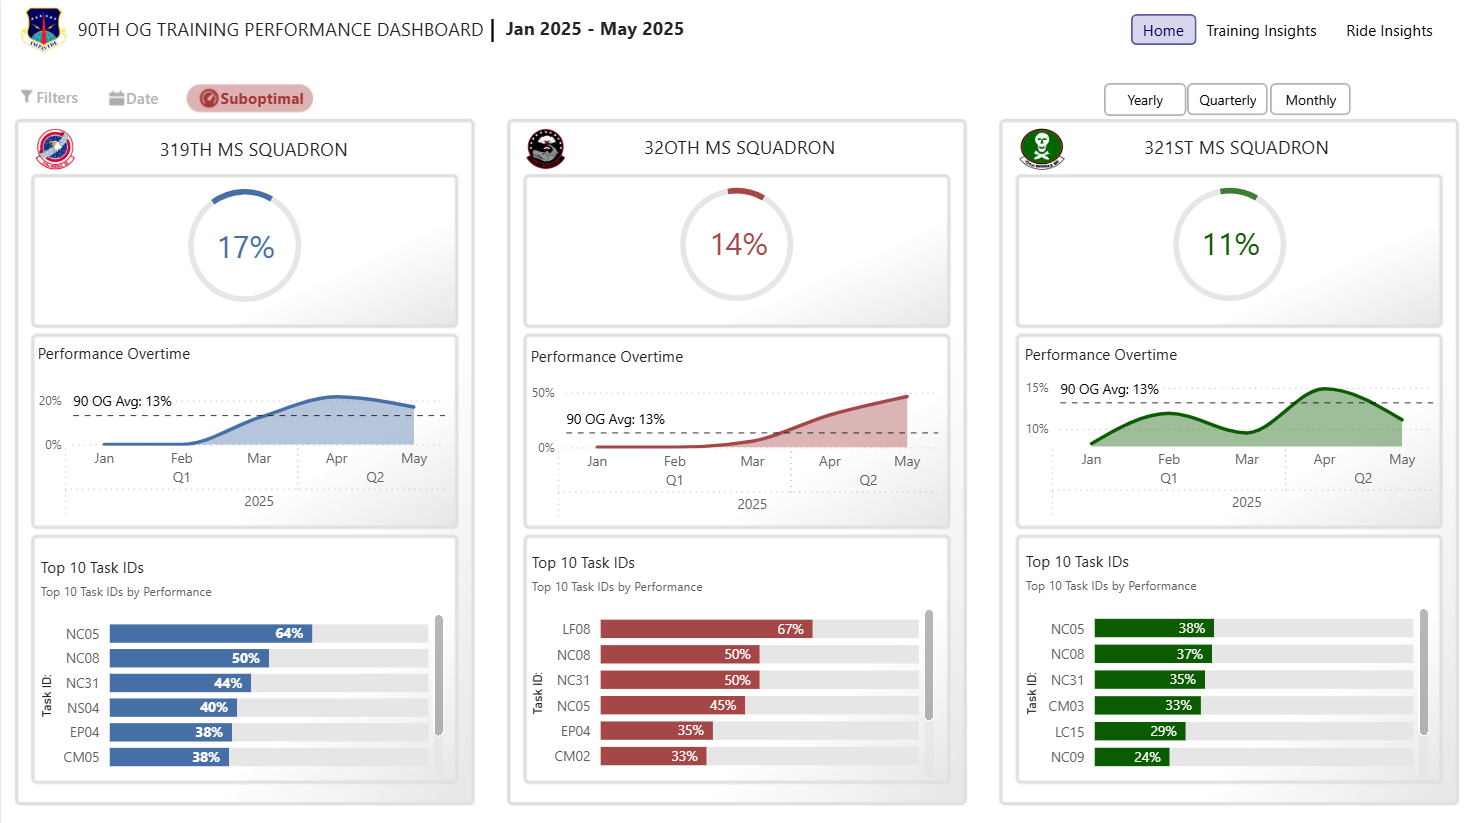 90TH OG TRAINING PERFORMANCE DASHBOARD | Jan 2025 - May 2025
Home Training Insights Ride Insights
Filters Date Suboptimal
Yearly Quarterly Monthly
319TH MS SQUADRON
17%
Performance Overtime
20%
90 OG Avg: 13%
0%
Jan Feb Mar Apr May
Q1 Q2
2025
Top 10 Task IDs
Top 10 Task IDs by Performance
Task ID:
NC05 64%
NC08 50%
NC31 44%
NS04 40%
EP04 38%
CM05 38%
32OTH MS SQUADRON
14%
Performance Overtime
50%
90 OG Avg: 13%
0%
Jan Feb Mar Apr May
Q1 Q2
2025
Top 10 Task IDs
Top 10 Task IDs by Performance
Task ID:
LF08 67%
NC08 50%
NC31 50%
NC05 45%
EP04 35%
CM02 33%
321ST MS SQUADRON
11%
Performance Overtime
15%
90 OG Avg: 13%
10%
Jan Feb Mar Apr May
Q1 Q2
2025
Top 10 Task IDs
Top 10 Task IDs by Performance
Task ID:
NC05 38%
NC08 37%
NC31 35%
CM03 33%
LC15 29%
NC09 24%